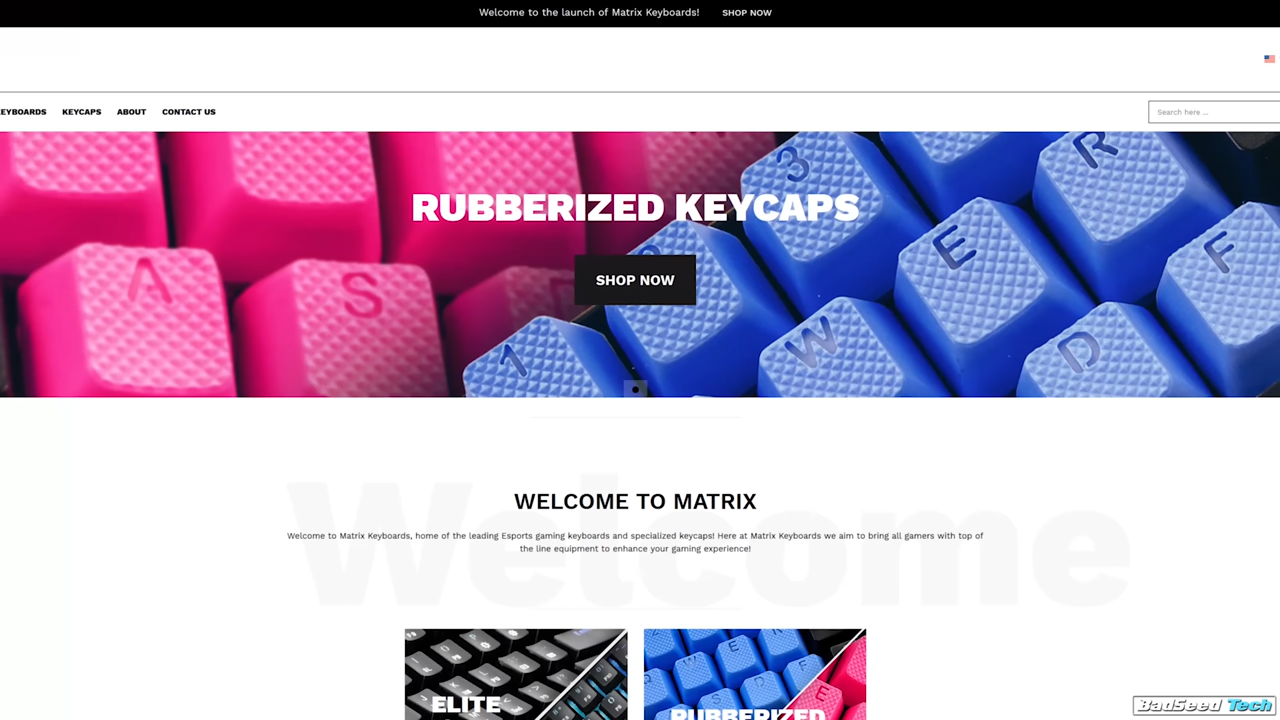 Welcome to the launch of Matrix Keyboards! SHOP NOW
EYBOARDS KEYCAPS ABOUT CONTACT US
Search here ...
RUBBERIZED KEYCAPS
SHOP NOW
A S
3 R E F 1 W D
Welcome
WELCOME TO MATRIX
Welcome to Matrix Keyboards, home of the leading Esports gaming keyboards and specialized keycaps! Here at Matrix Keyboards we aim to bring all gamers with top of
the line equipment to enhance your gaming experience!
ELITE
RUBBERIZED
BadSeed Tech